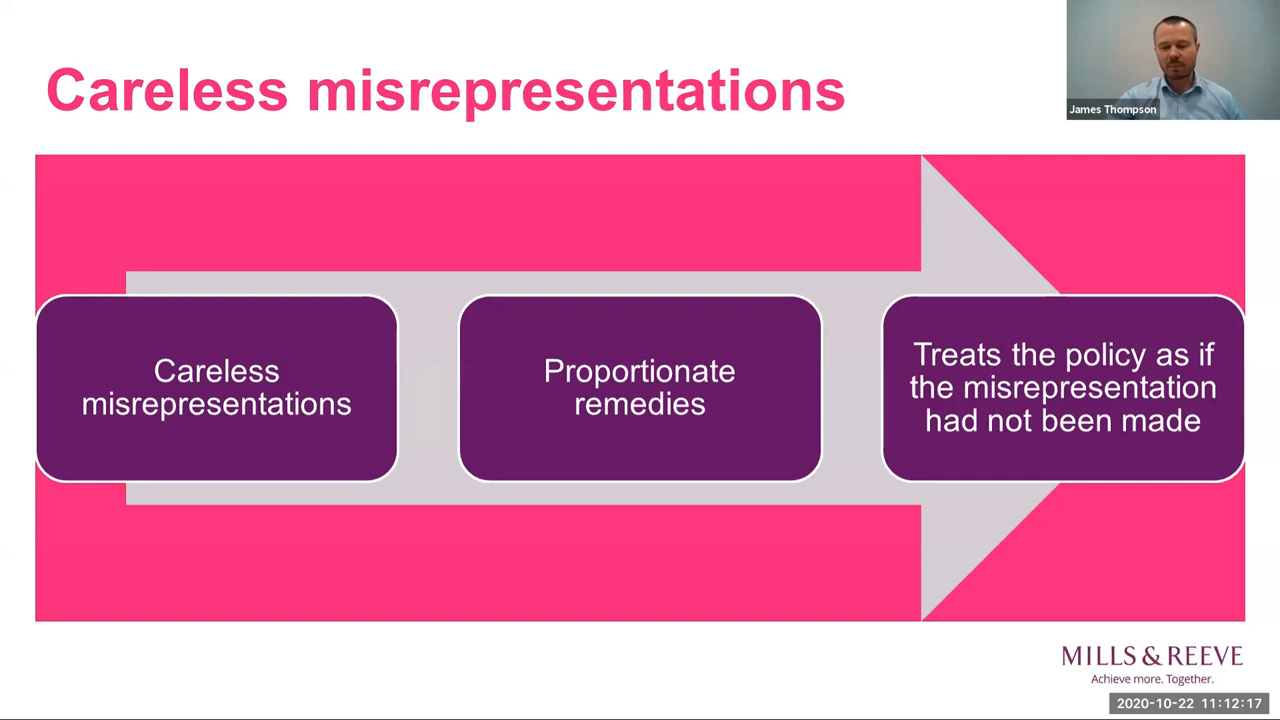 Careless misrepresentations
James Thompson
Careless
misrepresentations
Proportionate
remedies
Treats the policy as if
the misrepresentation
had not been made
MILLS & REEVE
Achieve more. Together.
2020-10-22 11:12:17